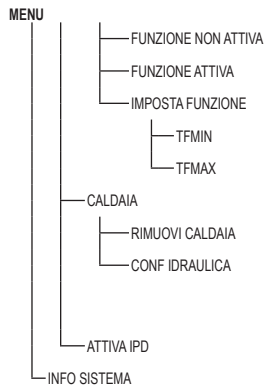 MENU
FUNZIONE NON ATTIVA
FUNZIONE ATTIVA
IMPOSTA FUNZIONE
TFMIN
TFMAX
CALDAIA
RIMUOVI CALDAIA
CONF IDRAULICA
ATTIVA IPD
INFO SISTEMA